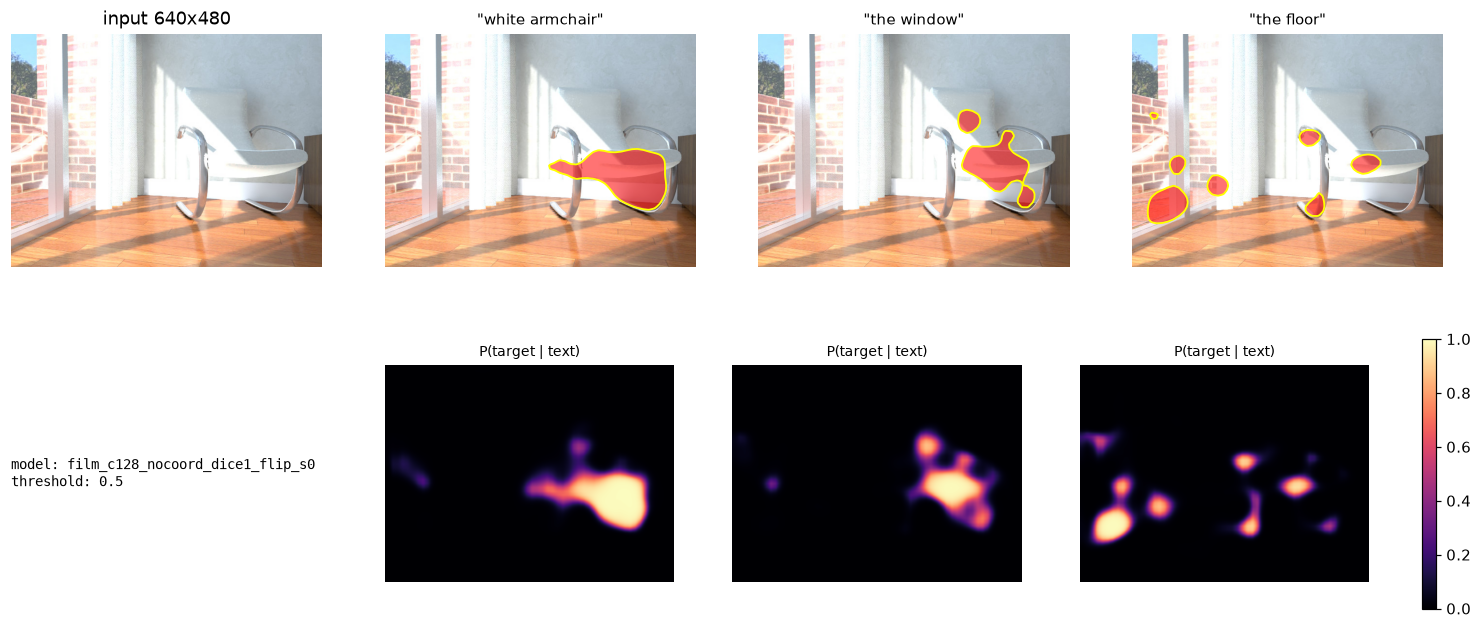 input 640x480
"white armchair"
"the window"
"the floor"
P(target | text)
P(target | text)
P(target | text)
1.0
0.8
0.6
0.4
0.2
0.0
model: film_c128_nocoord_dice1_flip_s0
threshold: 0.5